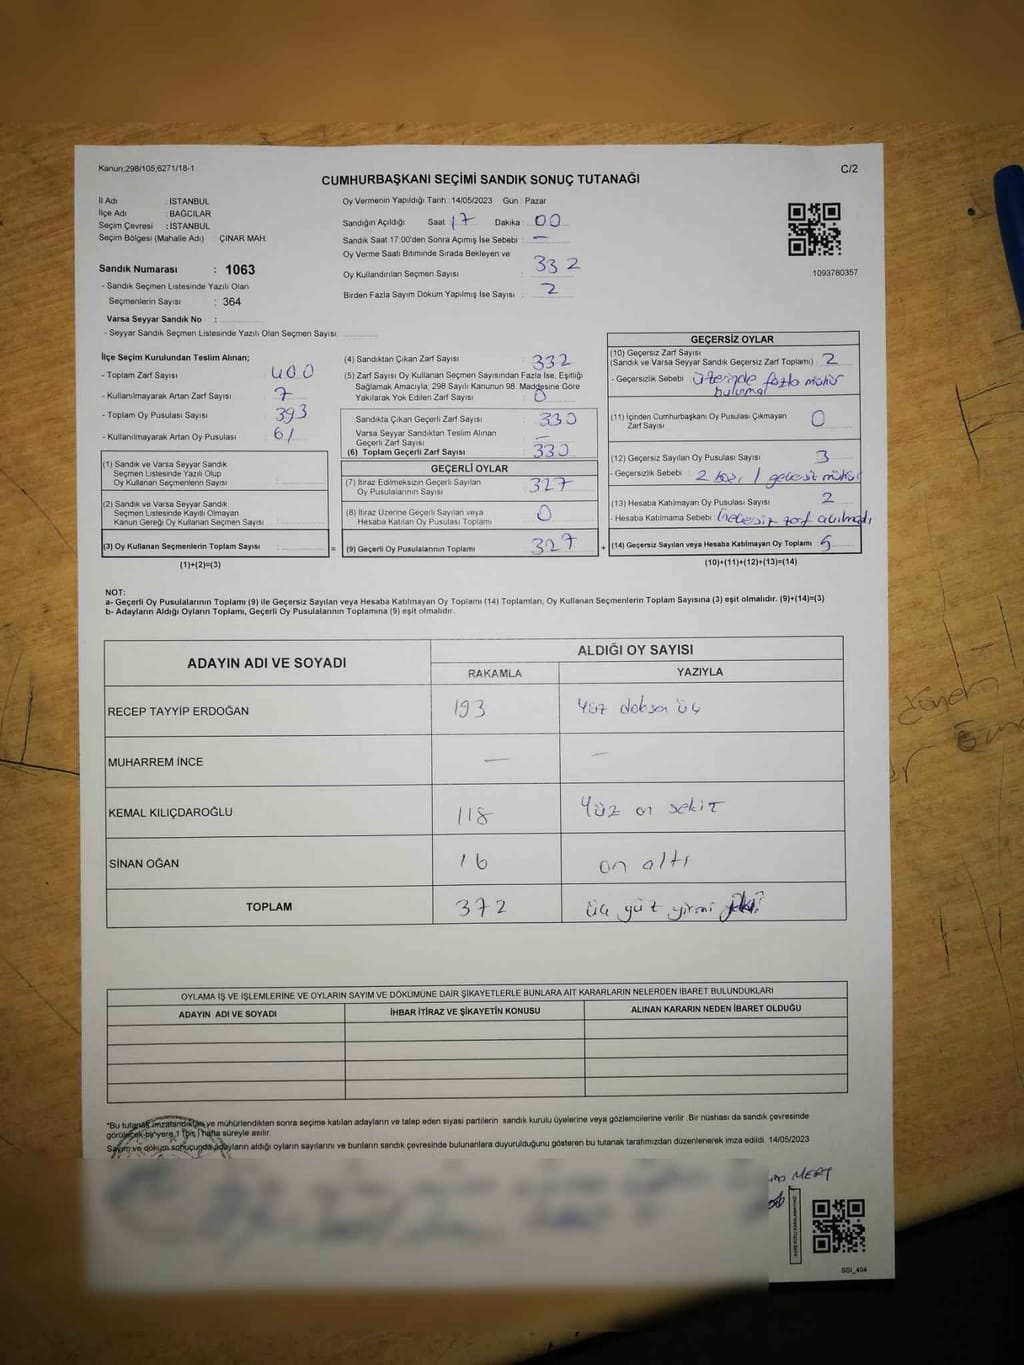 Kanun:298/105;6271/18-1
C/2
CUMHURBAŞKANI SEÇİMİ SANDIK SONUÇ TUTANAĞI
İl Adı : İSTANBUL
İlçe Adı : BAĞCILAR
Seçim Çevresi : İSTANBUL
Seçim Bölgesi (Mahalle Adı) ÇINAR MAH.
Sandık Numarası : 1063
- Sandık Seçmen Listesinde Yazılı Olan
Seçmenlerin Sayısı : 364
Varsa Seyyar Sandık No :
- Seyyar Sandık Seçmen Listesinde Yazılı Olan Seçmen Sayısı
Oy Vermenin Yapıldığı Tarih : 14/05/2023 Gün : Pazar
Sandığın Açıldığı Saat 17 Dakika : 00
Sandık Saat 17:00'den Sonra Açımış İse Sebebi : —
Oy Verme Saati Bitiminde Sırada Bekleyen ve
Oy Kullandırılan Seçmen Sayısı : 332
Birden Fazla Sayım Döküm Yapılmış İse Sayısı : 2
1093780357
İlçe Seçim Kurulundan Teslim Alınan;
- Toplam Zarf Sayısı : 400
- Kullanılmayarak Artan Zarf Sayısı : 7
- Toplam Oy Pusulası Sayısı : 393
- Kullanılmayarak Artan Oy Pusulası : 61
(1) Sandık ve Varsa Seyyar Sandık
Seçmen Listesinde Yazılı Olup
Oy Kullanan Seçmenlerin Sayısı :
(2) Sandık ve Varsa Seyyar Sandık
Seçmen Listesinde Kayıtlı Olmayan
Kanun Gereği Oy Kullanan Seçmen Sayısı :
(3) Oy Kullanan Seçmenlerin Toplam Sayısı :
(1)+(2)=(3)
(4) Sandıktan Çıkan Zarf Sayısı : 332
(5) Zarf Sayısı Oy Kullanan Seçmen Sayısından Fazla İse, Eşitliği
Sağlamak Amacıyla; 298 Sayılı Kanunun 98. Maddesine Göre
Yakılarak Yok Edilen Zarf Sayısı : 0
Sandıkta Çıkan Geçerli Zarf Sayısı : 330
Varsa Seyyar Sandıktan Teslim Alınan
Geçerli Zarf Sayısı : —
(6) Toplam Geçerli Zarf Sayısı : 330
GEÇERLİ OYLAR
(7) İtiraz Edilmeksizin Geçerli Sayılan
Oy Pusulalarının Sayısı : 327
(8) İtiraz Üzerine Geçerli Sayılan veya
Hesaba Katılan Oy Pusulası Toplamı : 0
=
(9) Geçerli Oy Pusulalarının Toplamı : 327
+
GEÇERSİZ OYLAR
(10) Geçersiz Zarf Sayısı
(Sandık ve Varsa Seyyar Sandık Geçersiz Zarf Toplamı) : 2
- Geçersizlik Sebebi : üzerinde fazla mühür
bulunma
(11) İçinden Cumhurbaşkanı Oy Pusulası Çıkmayan
Zarf Sayısı : 0
(12) Geçersiz Sayılan Oy Pusulası Sayısı : 3
- Geçersizlik Sebebi : 2 boş, 1 geçersiz mühür
(13) Hesaba Katılmayan Oy Pusulası Sayısı : 2
- Hesaba Katılmama Sebebi : Geçersiz zarf açılmadı
(14) Geçersiz Sayılan veya Hesaba Katılmayan Oy Toplamı : 5
(10)+(11)+(12)+(13)=(14)
NOT:
a- Geçerli Oy Pusulalarının Toplamı (9) ile Geçersiz Sayılan veya Hesaba Katılmayan Oy Toplamı (14) Toplamları, Oy Kullanan Seçmenlerin Toplam Sayısına (3) eşit olmalıdır. (9)+(14)=(3)
b- Adayların Aldığı Oyların Toplamı, Geçerli Oy Pusulalarının Toplamına (9) eşit olmalıdır.
ADAYIN ADI VE SOYADI
ALDIĞI OY SAYISI
RAKAMLA YAZIYLA
RECEP TAYYİP ERDOĞAN 193 Yüz doksan üç
MUHARREM İNCE — —
KEMAL KILIÇDAROĞLU 118 Yüz on sekiz
SİNAN OĞAN 16 on altı
TOPLAM 372 üç yüz yirmi
OYLAMA İŞ VE İŞLEMLERİNE VE OYLARIN SAYIM VE DÖKÜMÜNE DAİR ŞİKAYETLERLE BUNLARA AİT KARARLARIN NELERDEN İBARET BULUNDUKLARI
ADAYIN ADI VE SOYADI İHBAR İTİRAZ VE ŞİKAYETİN KONUSU ALINAN KARARIN NEDEN İBARET OLDUĞU
*Bu tutanak imzalandıktan ve mühürlendikten sonra seçime katılan adayların ve talep eden siyasi partilerin sandık kurulu üyelerine veya gözlemcilerine verilir .Bir nüshası da sandık çevresinde
görülecek bir yere 1 (bir) hafta süreyle asılır.
Sayım ve döküm sonucunda adayların aldığı oyların sayılarını ve bunların sandık çevresinde bulunanlara duyurulduğunu gösteren bu tutanak tarafımızdan düzenlenerek imza edildi. 14/05/2023
MERT
SSI_404